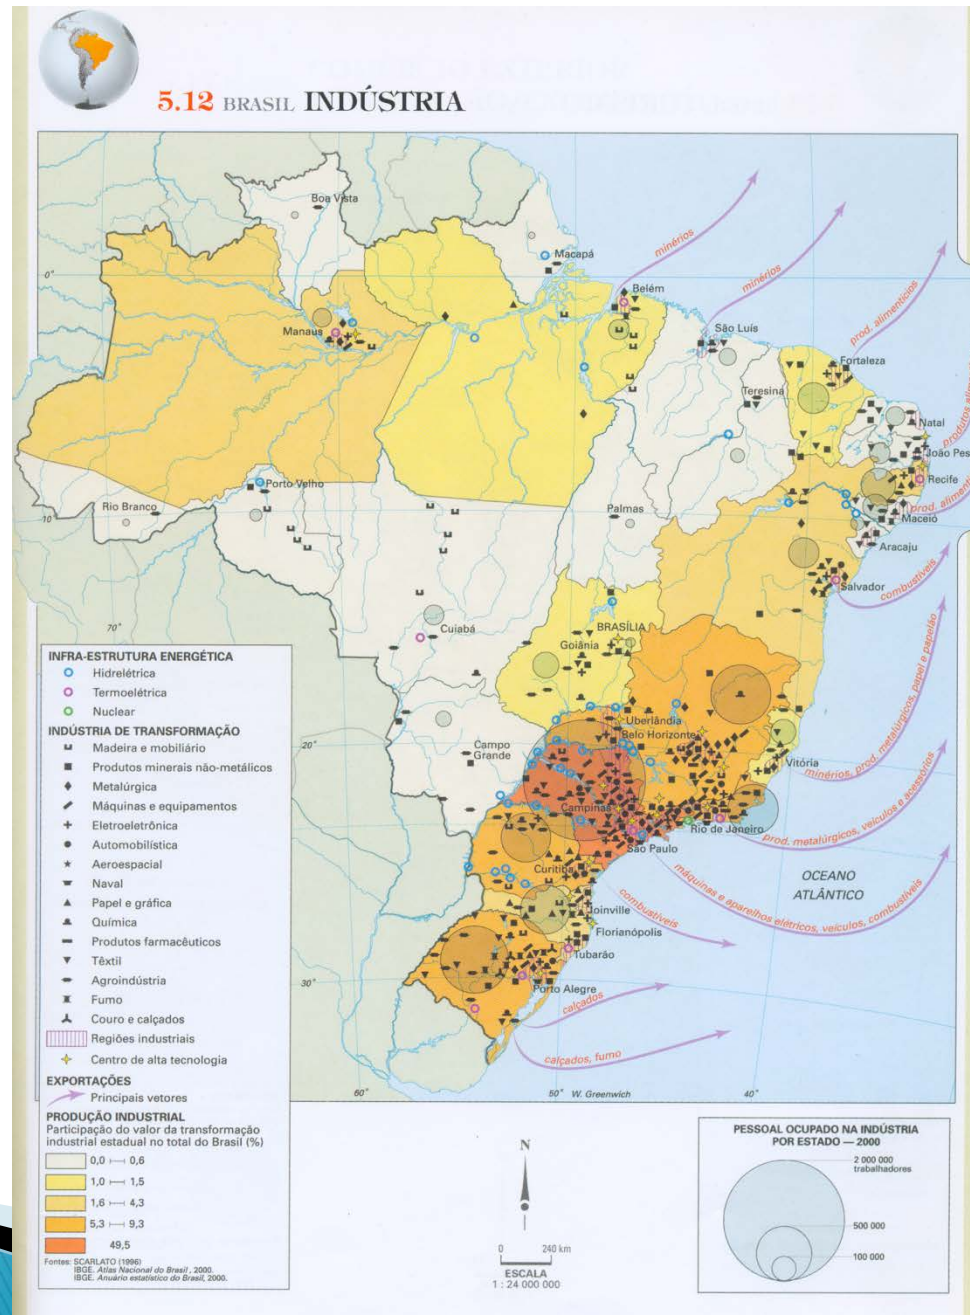 5.12 BRASIL INDÚSTRIA
Boa Vista
Macapá
minérios
minérios
prod. alimentícios
0°
Belém
Manaus
São Luís
Fortaleza
Teresina
Natal
João Pes
Recife
prod. aliment
Porto Velho
Rio Branco
Palmas
10
Maceió
Aracaju
Salvador
combustíveis
70°
Cuiabá
BRASÍLIA
Goiânia
minérios, prod. metalúrgicos, papel e papelão
20°
Campo
Grande
Uberlândia
Belo Horizonte
Vitória
Campinas
Rio de Janeiro
São Paulo
prod. metalúrgicos, veículos e acessórios
Curitiba
OCEANO
ATLÂNTICO
máquinas e aparelhos elétricos, veículos, combustíveis
combustíveis
Joinville
Florianópolis
Tubarão
30°
Porto Alegre
calçados
calçados, fumo
60°
50°
W. Greenwich
40°
INFRA-ESTRUTURA ENERGÉTICA
Hidrelétrica
Termoelétrica
Nuclear
INDÚSTRIA DE TRANSFORMAÇÃO
Madeira e mobiliário
Produtos minerais não-metálicos
Metalúrgica
Máquinas e equipamentos
Eletroeletrônica
Automobilística
Aeroespacial
Naval
Papel e gráfica
Química
Produtos farmacêuticos
Têxtil
Agroindústria
Fumo
Couro e calçados
Regiões industriais
Centro de alta tecnologia
EXPORTAÇÕES
Principais vetores
PRODUÇÃO INDUSTRIAL
Participação do valor da transformação
industrial estadual no total do Brasil (%)
0,0 ⟼ 0,6
1,0 ⟼ 1,5
1,6 ⟼ 4,3
5,3 ⟼ 9,3
49,5
Fontes: SCARLATO (1996)
IBGE. Atlas Nacional do Brasil, 2000.
IBGE. Anuário estatístico do Brasil, 2000.
N
0 240 km
ESCALA
1 : 24 000 000
PESSOAL OCUPADO NA INDÚSTRIA
POR ESTADO — 2000
2 000 000
trabalhadores
500 000
100 000